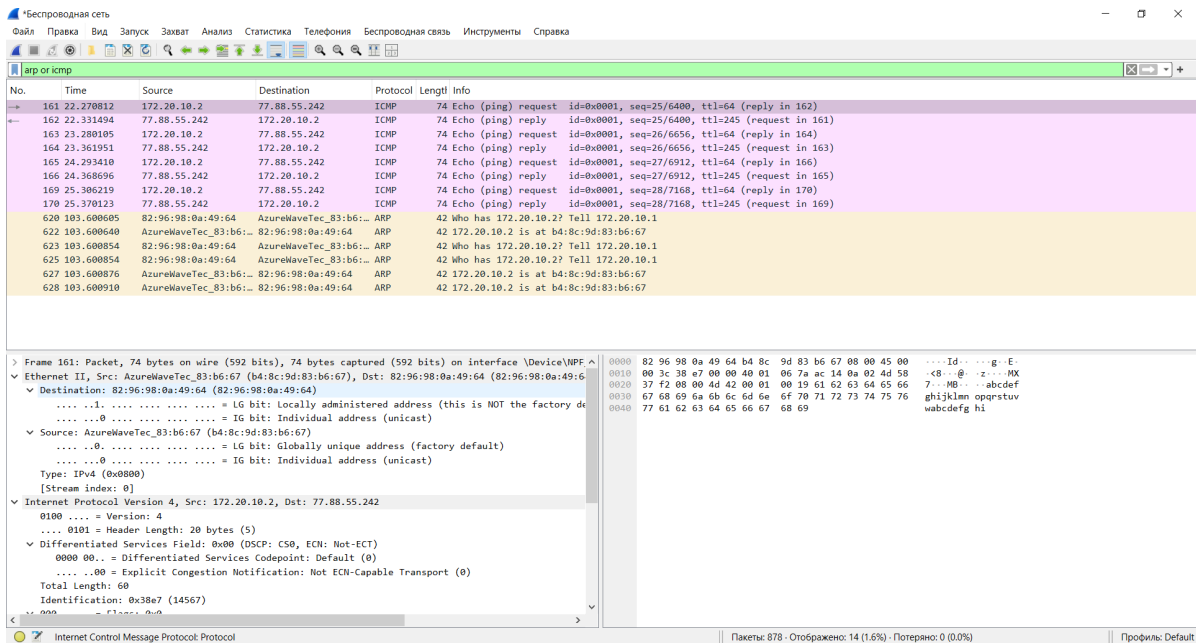 *Беспроводная сеть
Файл Правка Вид Запуск Захват Анализ Статистика Телефония Беспроводная связь Инструменты Справка
arp or icmp
No. Time Source Destination Protocol Lengtl Info
161 22.270812 172.20.10.2 77.88.55.242 ICMP 74 Echo (ping) request id=0x0001, seq=25/6400, ttl=64 (reply in 162)
162 22.331494 77.88.55.242 172.20.10.2 ICMP 74 Echo (ping) reply id=0x0001, seq=25/6400, ttl=245 (request in 161)
163 23.280105 172.20.10.2 77.88.55.242 ICMP 74 Echo (ping) request id=0x0001, seq=26/6656, ttl=64 (reply in 164)
164 23.361951 77.88.55.242 172.20.10.2 ICMP 74 Echo (ping) reply id=0x0001, seq=26/6656, ttl=245 (request in 163)
165 24.293410 172.20.10.2 77.88.55.242 ICMP 74 Echo (ping) request id=0x0001, seq=27/6912, ttl=64 (reply in 166)
166 24.368696 77.88.55.242 172.20.10.2 ICMP 74 Echo (ping) reply id=0x0001, seq=27/6912, ttl=245 (request in 165)
169 25.306219 172.20.10.2 77.88.55.242 ICMP 74 Echo (ping) request id=0x0001, seq=28/7168, ttl=64 (reply in 170)
170 25.370123 77.88.55.242 172.20.10.2 ICMP 74 Echo (ping) reply id=0x0001, seq=28/7168, ttl=245 (request in 169)
620 103.600605 82:96:98:0a:49:64 AzureWaveTec_83:b6:… ARP 42 Who has 172.20.10.2? Tell 172.20.10.1
622 103.600640 AzureWaveTec_83:b6:… 82:96:98:0a:49:64 ARP 42 172.20.10.2 is at b4:8c:9d:83:b6:67
623 103.600854 82:96:98:0a:49:64 AzureWaveTec_83:b6:… ARP 42 Who has 172.20.10.2? Tell 172.20.10.1
625 103.600854 82:96:98:0a:49:64 AzureWaveTec_83:b6:… ARP 42 Who has 172.20.10.2? Tell 172.20.10.1
627 103.600876 AzureWaveTec_83:b6:… 82:96:98:0a:49:64 ARP 42 172.20.10.2 is at b4:8c:9d:83:b6:67
628 103.600910 AzureWaveTec_83:b6:… 82:96:98:0a:49:64 ARP 42 172.20.10.2 is at b4:8c:9d:83:b6:67
Frame 161: Packet, 74 bytes on wire (592 bits), 74 bytes captured (592 bits) on interface \Device\NPF_
Ethernet II, Src: AzureWaveTec_83:b6:67 (b4:8c:9d:83:b6:67), Dst: 82:96:98:0a:49:64 (82:96:98:0a:49:6
Destination: 82:96:98:0a:49:64 (82:96:98:0a:49:64)
.... ..1. .... .... .... .... = LG bit: Locally administered address (this is NOT the factory de
.... ...0 .... .... .... .... = IG bit: Individual address (unicast)
Source: AzureWaveTec_83:b6:67 (b4:8c:9d:83:b6:67)
.... ..0. .... .... .... .... = LG bit: Globally unique address (factory default)
.... ...0 .... .... .... .... = IG bit: Individual address (unicast)
Type: IPv4 (0x0800)
[Stream index: 0]
Internet Protocol Version 4, Src: 172.20.10.2, Dst: 77.88.55.242
0100 .... = Version: 4
.... 0101 = Header Length: 20 bytes (5)
Differentiated Services Field: 0x00 (DSCP: CS0, ECN: Not-ECT)
0000 00.. = Differentiated Services Codepoint: Default (0)
.... ..00 = Explicit Congestion Notification: Not ECN-Capable Transport (0)
Total Length: 60
Identification: 0x38e7 (14567)
0000 82 96 98 0a 49 64 b4 8c 9d 83 b6 67 08 00 45 00 ····Id·· ···g··E·
0010 00 3c 38 e7 00 00 40 01 06 7a ac 14 0a 02 4d 58 ·<8···@· ·z····MX
0020 37 f2 08 00 4d 42 00 01 00 19 61 62 63 64 65 66 7···MB·· ··abcdef
0030 67 68 69 6a 6b 6c 6d 6e 6f 70 71 72 73 74 75 76 ghijklmn opqrstuv
0040 77 61 62 63 64 65 66 67 68 69 wabcdefg hi
Internet Control Message Protocol: Protocol
Пакеты: 878 · Отображено: 14 (1.6%) · Потеряно: 0 (0.0%)
Профиль: Default